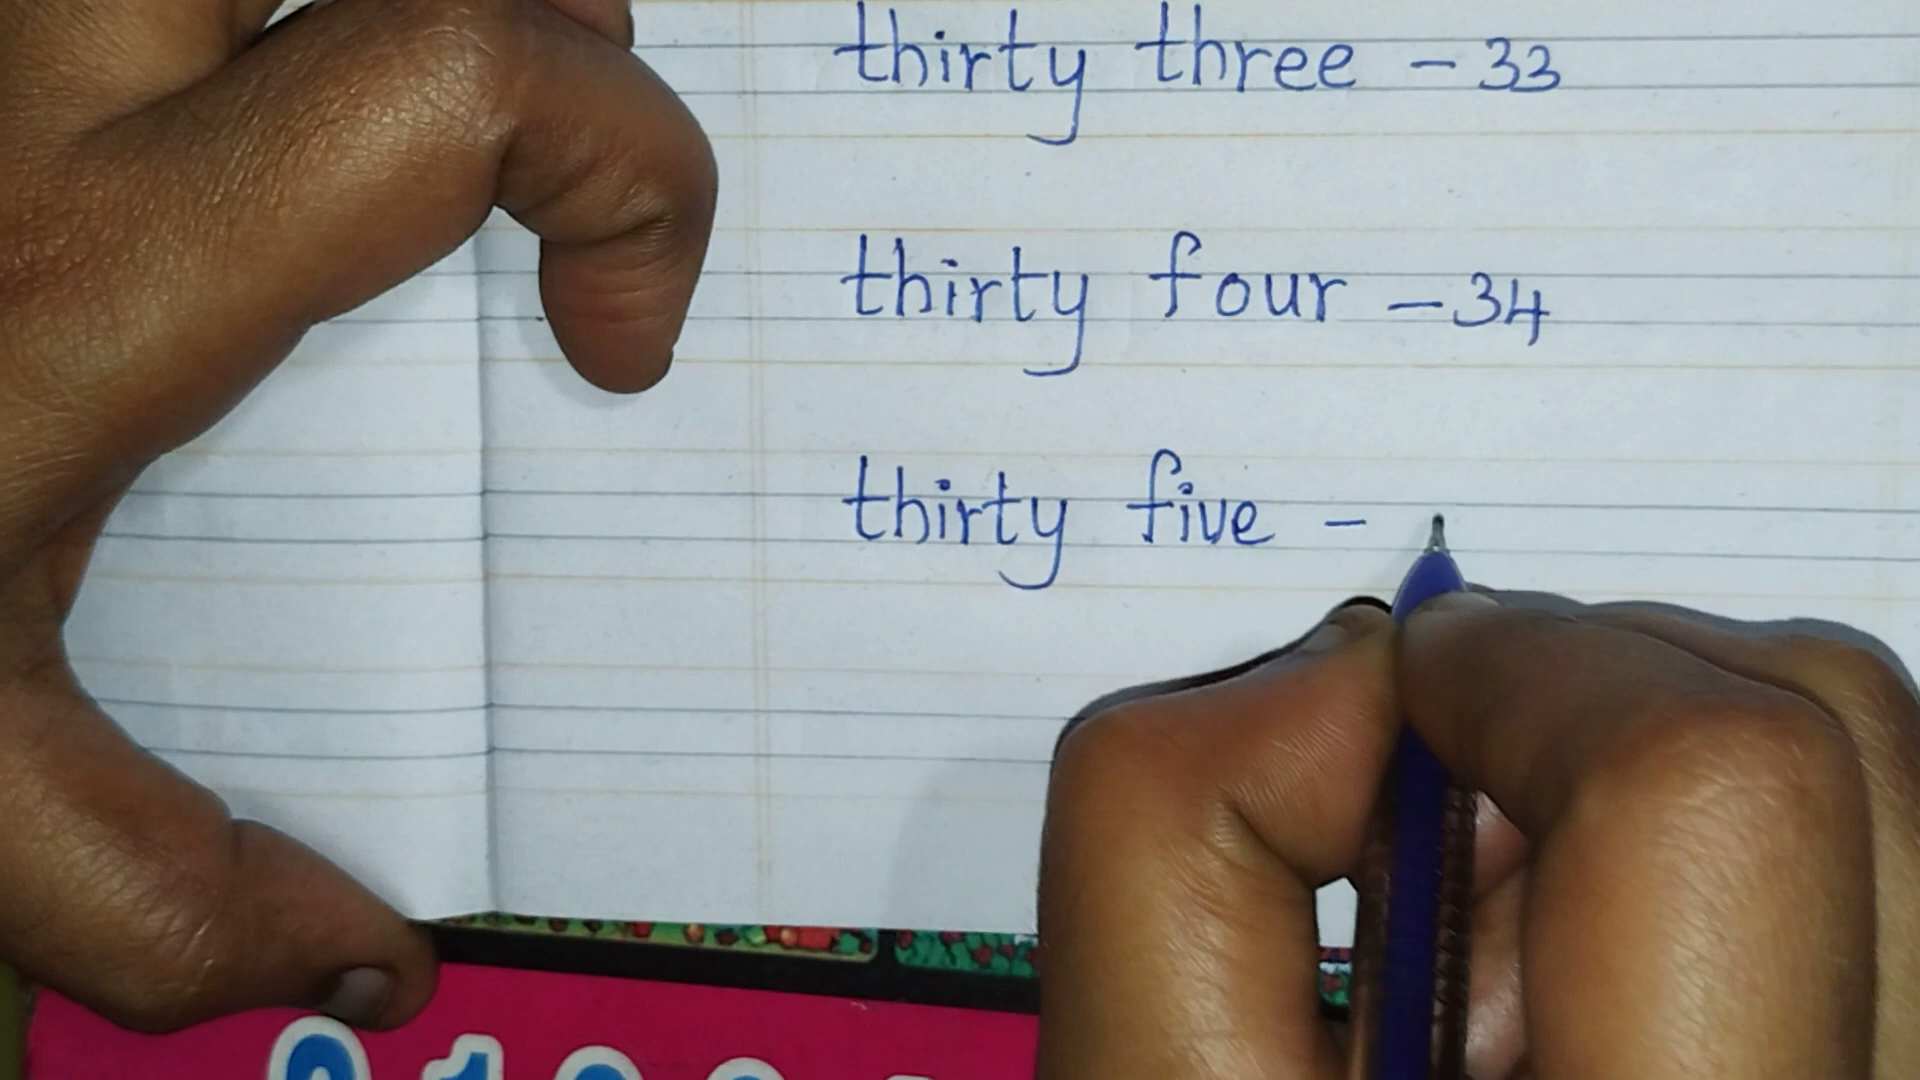 thirty three - 33
thirty four - 34
thirty five -